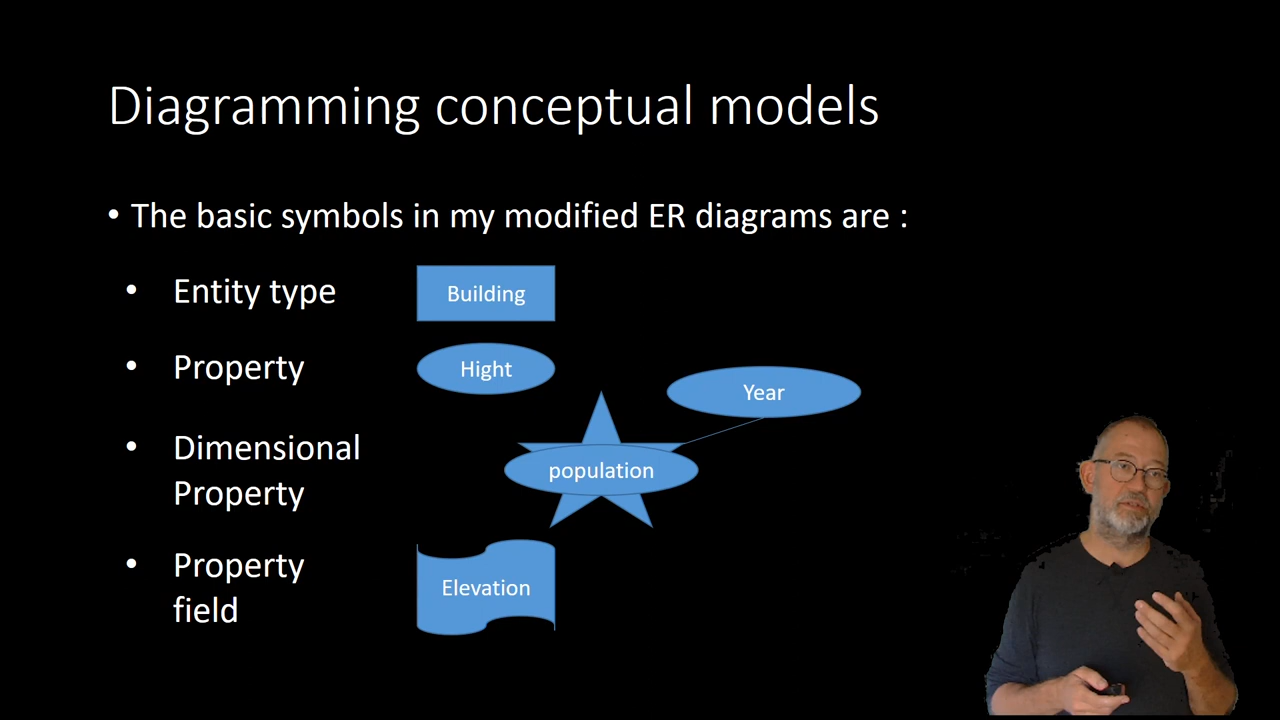 Diagramming conceptual models
• The basic symbols in my modified ER diagrams are :
• Entity type
Building
• Property
Hight
Year
• Dimensional
Property
population
• Property
field
Elevation